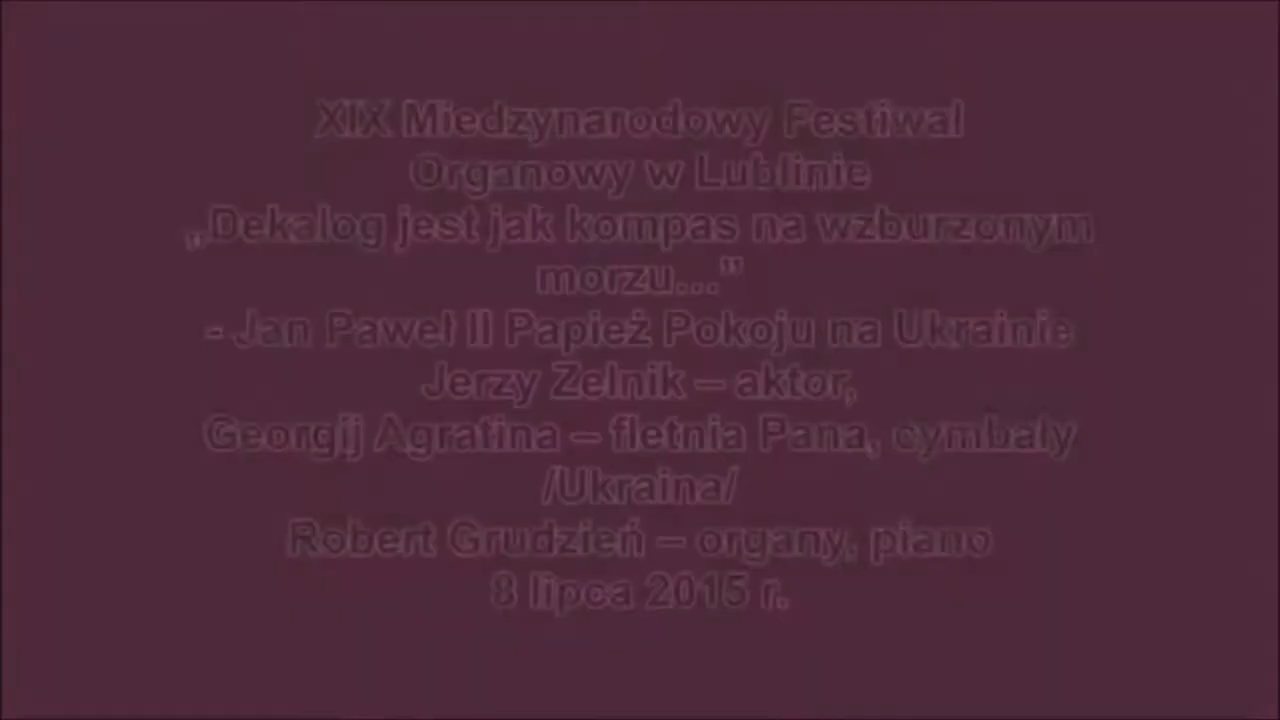 XIX Miedzynarodowy Festiwal
Organowy w Lublinie
„Dekalog jest jak kompas na wzburzonym
morzu...”
- Jan Paweł II Papież Pokoju na Ukrainie
Jerzy Zelnik – aktor,
Georgij Agratina – fletnia Pana, cymbały
/Ukraina/
Robert Grudzień – organy, piano
8 lipca 2015 r.